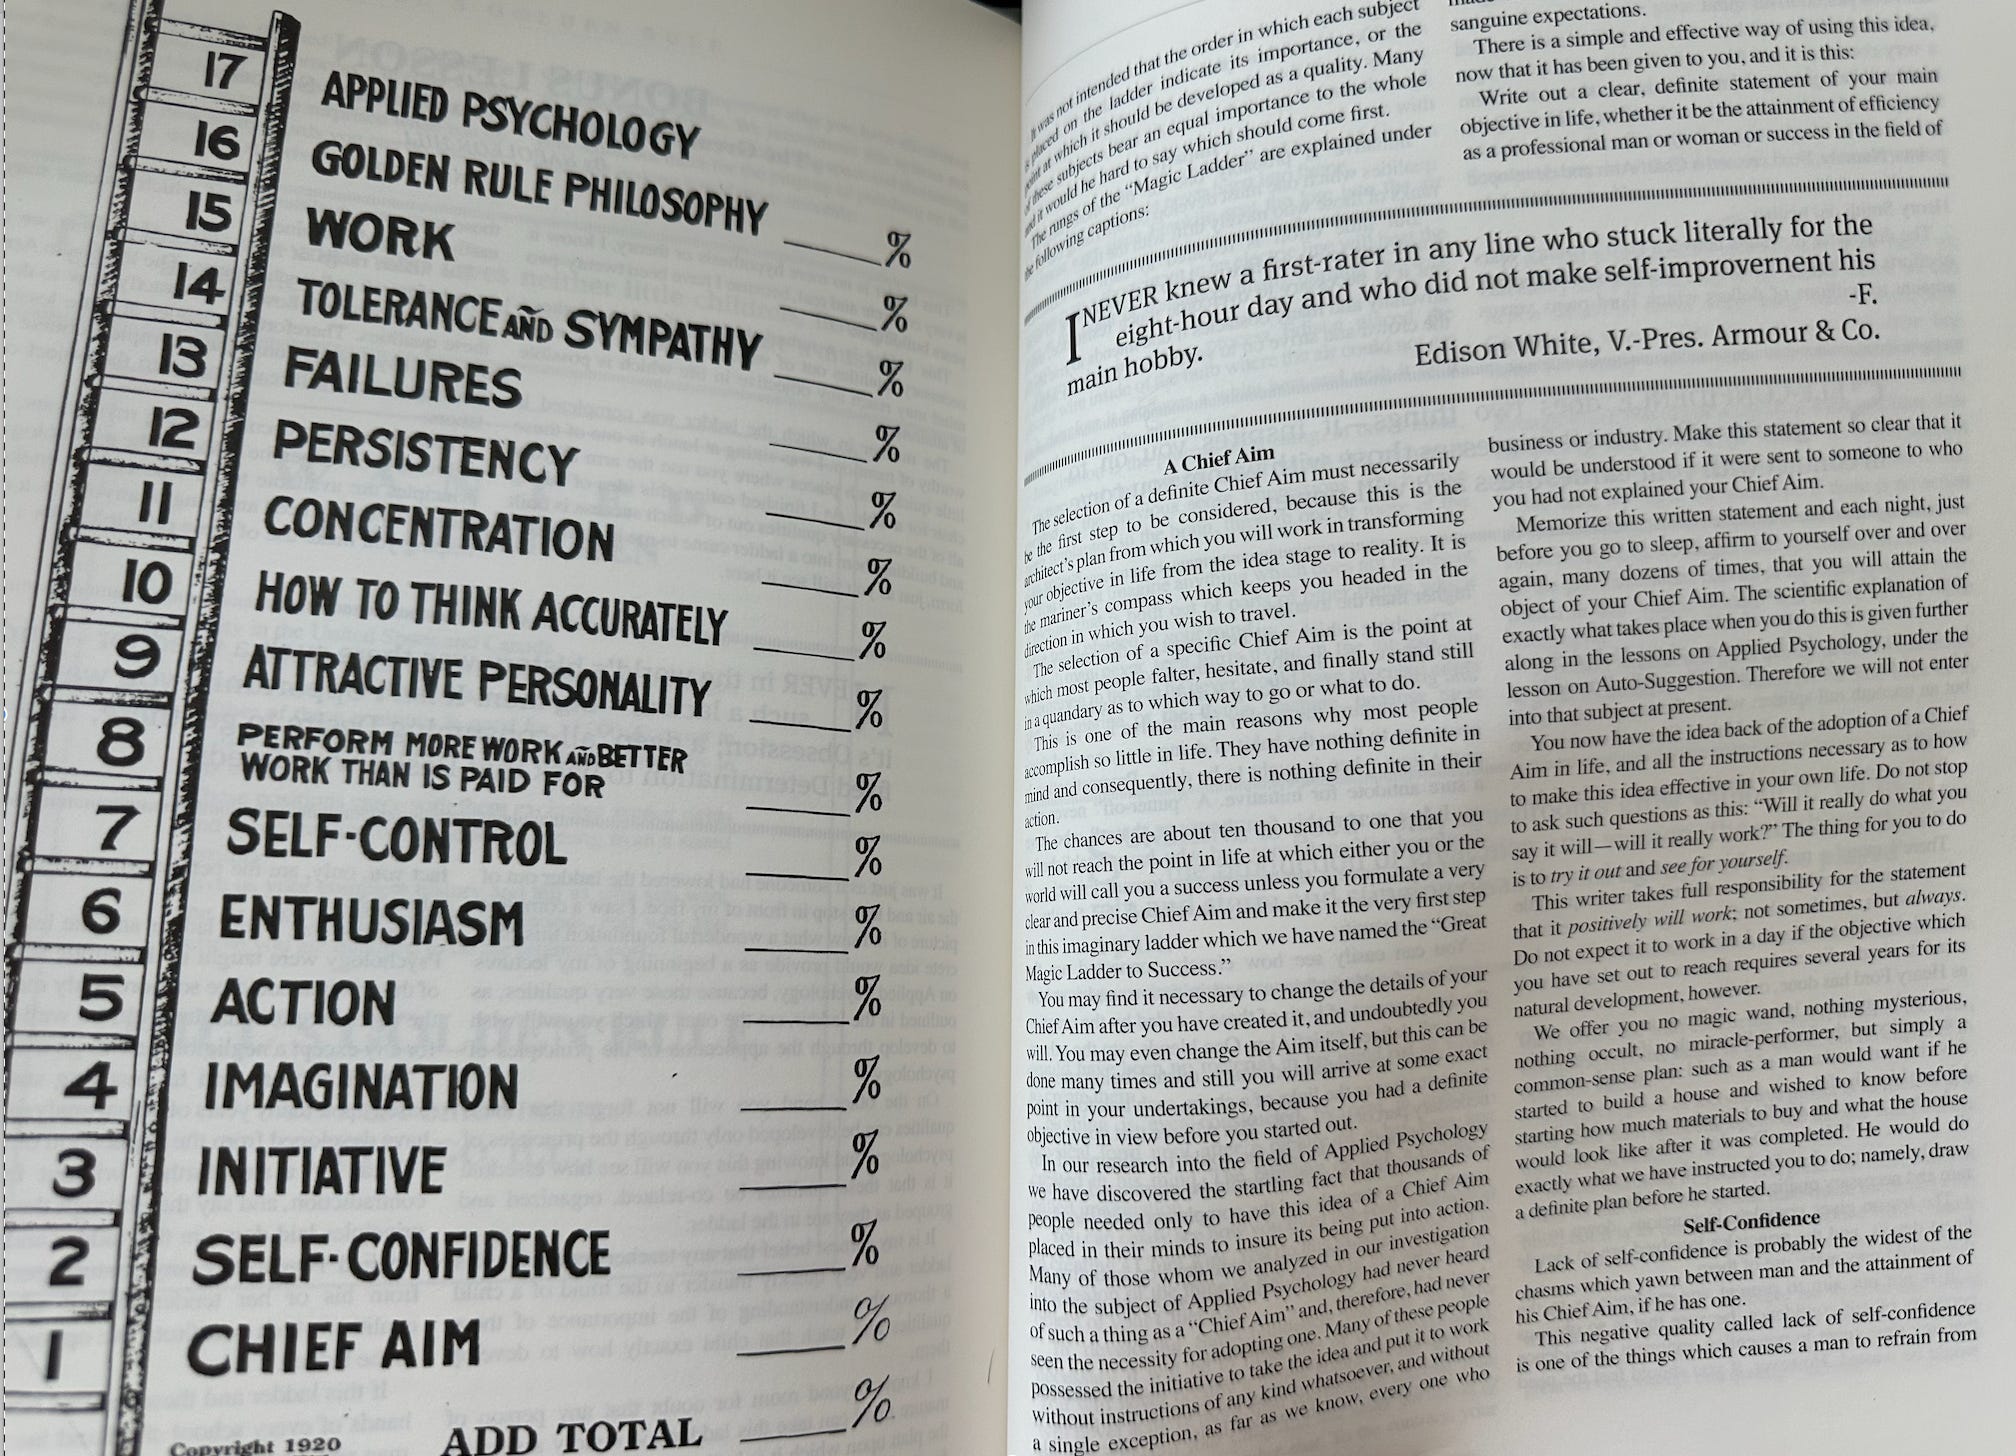 17 APPLIED PSYCHOLOGY
16 GOLDEN RULE PHILOSOPHY ____%
15 WORK ____%
14 TOLERANCE AND SYMPATHY ____%
13 FAILURES ____%
12 PERSISTENCY ____%
11 CONCENTRATION ____%
10 HOW TO THINK ACCURATELY ____%
9 ATTRACTIVE PERSONALITY ____%
8 PERFORM MORE WORK AND BETTER
WORK THAN IS PAID FOR ____%
7 SELF-CONTROL ____%
6 ENTHUSIASM ____%
5 ACTION ____%
4 IMAGINATION ____%
3 INITIATIVE ____%
2 SELF-CONFIDENCE ____%
1 CHIEF AIM ____%
ADD TOTAL ____%
Copyright 1920
It was not intended that the order in which each subject
is placed on the ladder indicate its importance, or the
point at which it should be developed as a quality. Many
of these subjects bear an equal importance to the whole
and it would he hard to say which should come first.
The rungs of the “Magic Ladder” are explained under
the following captions:
sanguine expectations.
There is a simple and effective way of using this idea,
now that it has been given to you, and it is this:
Write out a clear, definite statement of your main
objective in life, whether it be the attainment of efficiency
as a professional man or woman or success in the field of
I NEVER knew a first-rater in any line who stuck literally for the
eight-hour day and who did not make self-improvernent his
main hobby.
-F.
Edison White, V.-Pres. Armour & Co.
A Chief Aim
The selection of a definite Chief Aim must necessarily
be the first step to be considered, because this is the
architect’s plan from which you will work in transforming
your objective in life from the idea stage to reality. It is
the mariner’s compass which keeps you headed in the
direction in which you wish to travel.
The selection of a specific Chief Aim is the point at
which most people falter, hesitate, and finally stand still
in a quandary as to which way to go or what to do.
This is one of the main reasons why most people
accomplish so little in life. They have nothing definite in
mind and consequently, there is nothing definite in their
action.
The chances are about ten thousand to one that you
will not reach the point in life at which either you or the
world will call you a success unless you formulate a very
clear and precise Chief Aim and make it the very first step
in this imaginary ladder which we have named the “Great
Magic Ladder to Success.”
You may find it necessary to change the details of your
Chief Aim after you have created it, and undoubtedly you
will. You may even change the Aim itself, but this can be
done many times and still you will arrive at some exact
point in your undertakings, because you had a definite
objective in view before you started out.
In our research into the field of Applied Psychology
we have discovered the startling fact that thousands of
people needed only to have this idea of a Chief Aim
placed in their minds to insure its being put into action.
Many of those whom we analyzed in our investigation
into the subject of Applied Psychology had never heard
of such a thing as a “Chief Aim” and, therefore, had never
seen the necessity for adopting one. Many of these people
possessed the initiative to take the idea and put it to work
without instructions of any kind whatsoever, and without
a single exception, as far as we know, every one who
business or industry. Make this statement so clear that it
would be understood if it were sent to someone to who
you had not explained your Chief Aim.
Memorize this written statement and each night, just
before you go to sleep, affirm to yourself over and over
again, many dozens of times, that you will attain the
object of your Chief Aim. The scientific explanation of
exactly what takes place when you do this is given further
along in the lessons on Applied Psychology, under the
lesson on Auto-Suggestion. Therefore we will not enter
into that subject at present.
You now have the idea back of the adoption of a Chief
Aim in life, and all the instructions necessary as to how
to make this idea effective in your own life. Do not stop
to ask such questions as this: “Will it really do what you
say it will—will it really work?” The thing for you to do
is to try it out and see for yourself.
This writer takes full responsibility for the statement
that it positively will work; not sometimes, but always.
Do not expect it to work in a day if the objective which
you have set out to reach requires several years for its
natural development, however.
We offer you no magic wand, nothing mysterious,
nothing occult, no miracle-performer, but simply a
common-sense plan: such as a man would want if he
started to build a house and wished to know before
starting how much materials to buy and what the house
would look like after it was completed. He would do
exactly what we have instructed you to do; namely, draw
a definite plan before he started.
Self-Confidence
Lack of self-confidence is probably the widest of the
chasms which yawn between man and the attainment of
his Chief Aim, if he has one.
This negative quality called lack of self-confidence
is one of the things which causes a man to refrain from